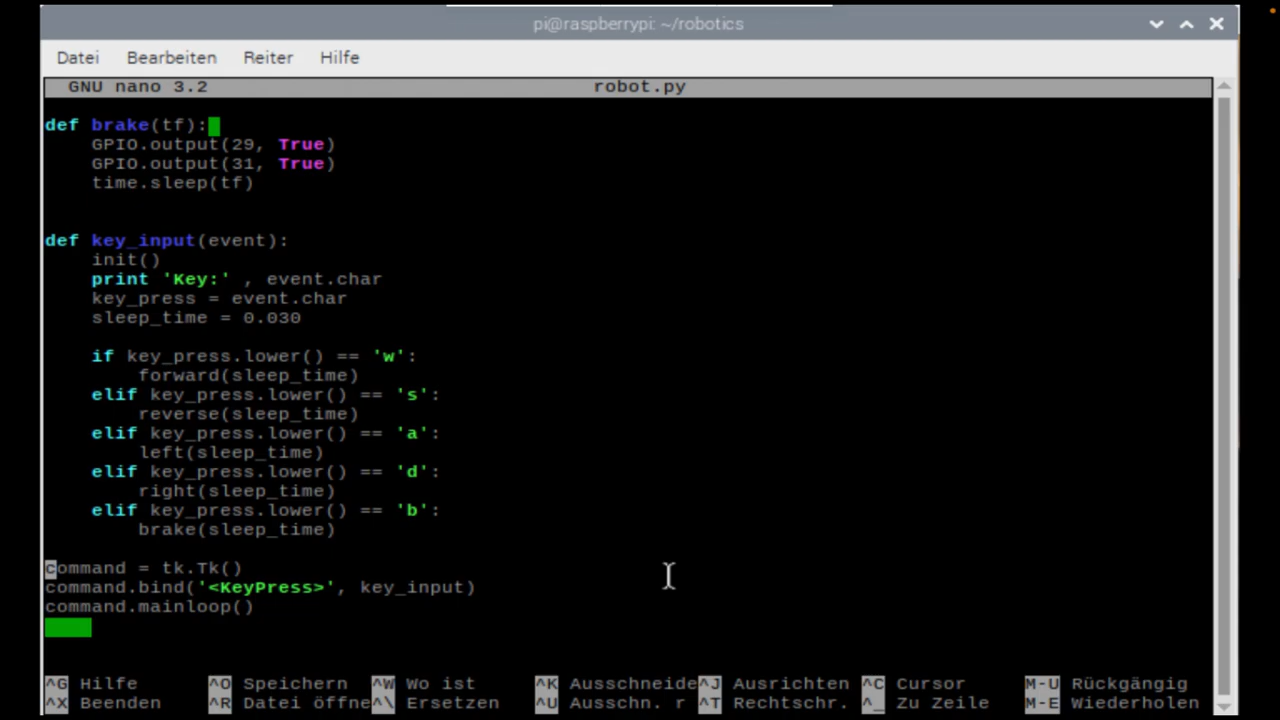 pi@raspberrypi: ~/robotics
Datei Bearbeiten Reiter Hilfe
GNU nano 3.2 robot.py
def brake(tf):
    GPIO.output(29, True)
    GPIO.output(31, True)
    time.sleep(tf)
def key_input(event):
    init()
    print 'Key:' , event.char
    key_press = event.char
    sleep_time = 0.030
    if key_press.lower() == 'w':
        forward(sleep_time)
    elif key_press.lower() == 's':
        reverse(sleep_time)
    elif key_press.lower() == 'a':
        left(sleep_time)
    elif key_press.lower() == 'd':
        right(sleep_time)
    elif key_press.lower() == 'b':
        brake(sleep_time)
command = tk.Tk()
command.bind('<KeyPress>', key_input)
command.mainloop()
^G Hilfe ^O Speichern ^W Wo ist ^K Ausschneide ^J Ausrichten ^C Cursor M-U Rückgängig
^X Beenden ^R Datei öffne ^\ Ersetzen ^U Ausschn. r ^T Rechtschr. ^_ Zu Zeile M-E Wiederholen